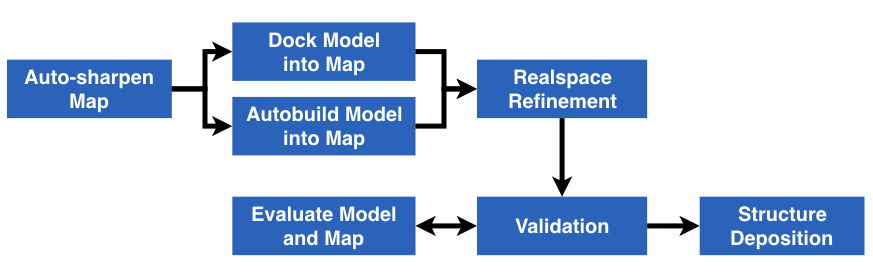 Dock Model
into Map
Auto-sharpen
Map
Autobuild Model
into Map
Realspace
Refinement
Evaluate Model
and Map
Validation
Structure
Deposition